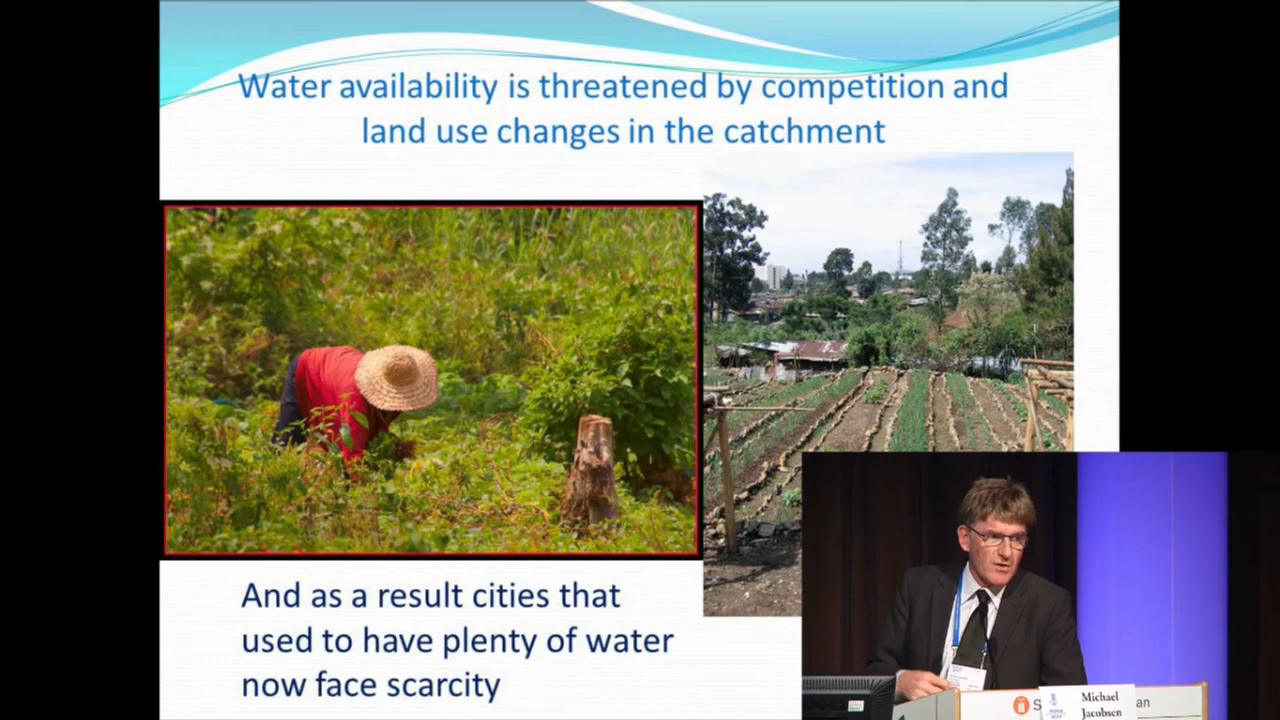 Water availability is threatened by competition and
land use changes in the catchment
And as a result cities that
used to have plenty of water
now face scarcity
Michael
Jacobsen